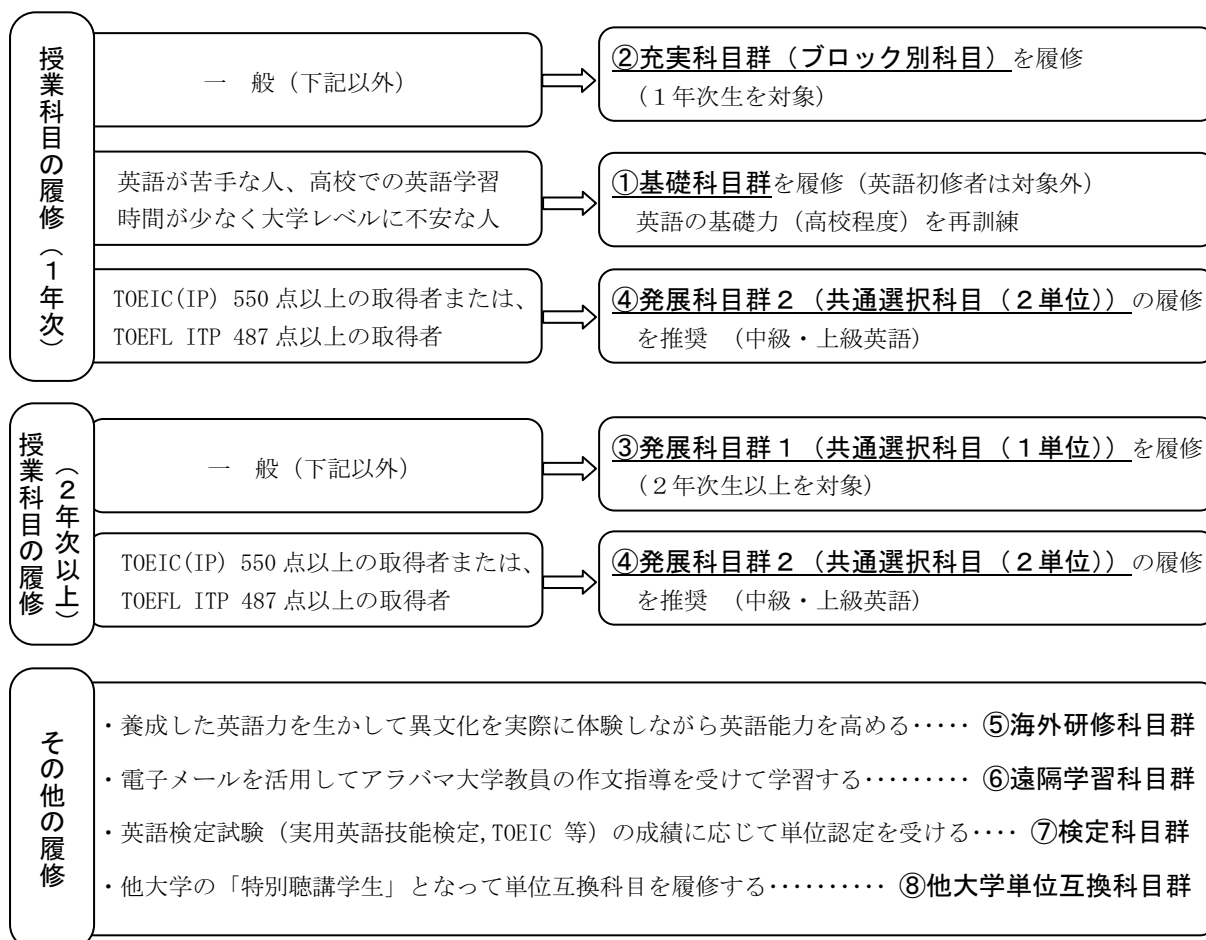 授業科目の履修（１年次）
一　般（下記以外）
②充実科目群（ブロック別科目）を履修
（１年次生を対象）
英語が苦手な人、高校での英語学習
時間が少なく大学レベルに不安な人
①基礎科目群を履修（英語初修者は対象外）
英語の基礎力（高校程度）を再訓練
TOEIC(IP) 550 点以上の取得者または、
TOEFL ITP 487 点以上の取得者
④発展科目群２（共通選択科目（２単位））の履修
を推奨　（中級・上級英語）
授業科目の履修
（２年次以上）
一　般（下記以外）
③発展科目群１（共通選択科目（１単位））を履修
（２年次生以上を対象）
TOEIC(IP) 550 点以上の取得者または、
TOEFL ITP 487 点以上の取得者
④発展科目群２（共通選択科目（２単位））の履修
を推奨　（中級・上級英語）
その他の履修
・養成した英語力を生かして異文化を実際に体験しながら英語能力を高める‥‥‥ ⑤海外研修科目群
・電子メールを活用してアラバマ大学教員の作文指導を受けて学習する‥‥‥‥‥ ⑥遠隔学習科目群
・英語検定試験（実用英語技能検定,TOEIC 等）の成績に応じて単位認定を受ける‥‥ ⑦検定科目群
・他大学の「特別聴講学生」となって単位互換科目を履修する‥‥‥‥‥ ⑧他大学単位互換科目群